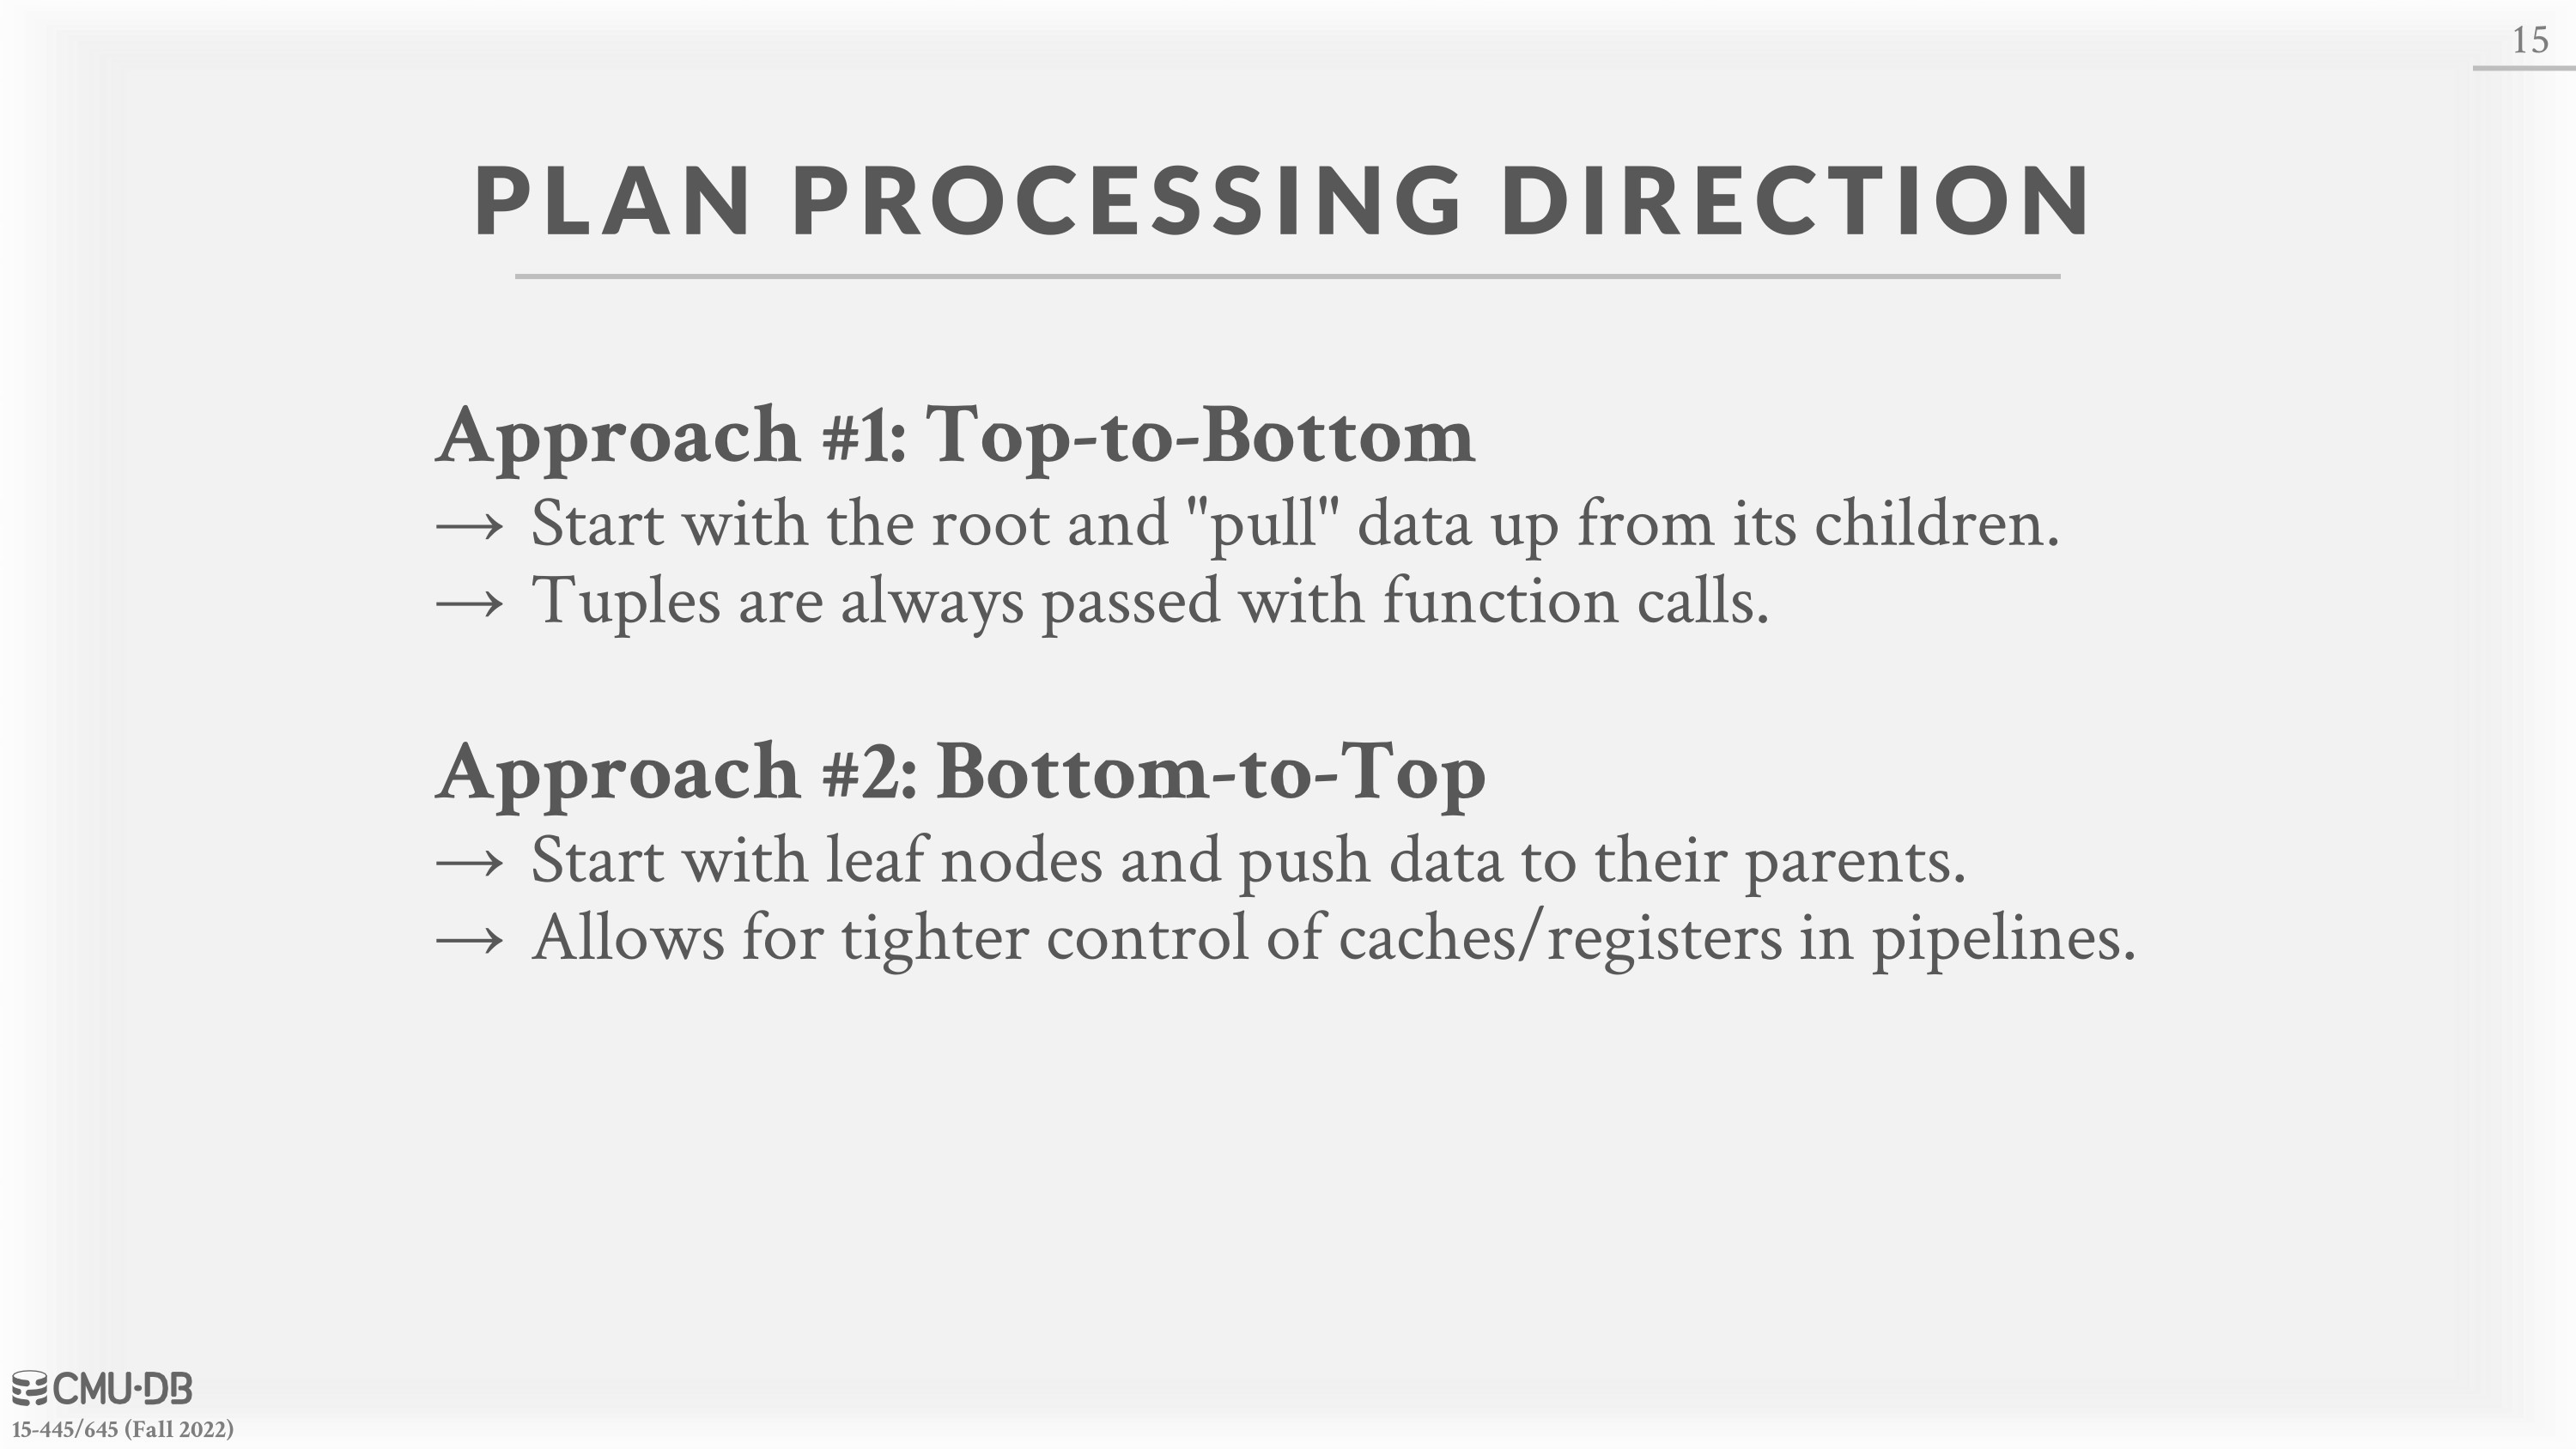 15
PLAN PROCESSING DIRECTION
Approach #1: Top-to-Bottom
→ Start with the root and "pull" data up from its children.
→ Tuples are always passed with function calls.
Approach #2: Bottom-to-Top
→ Start with leaf nodes and push data to their parents.
→ Allows for tighter control of caches/registers in pipelines.
CMU·DB
15-445/645 (Fall 2022)